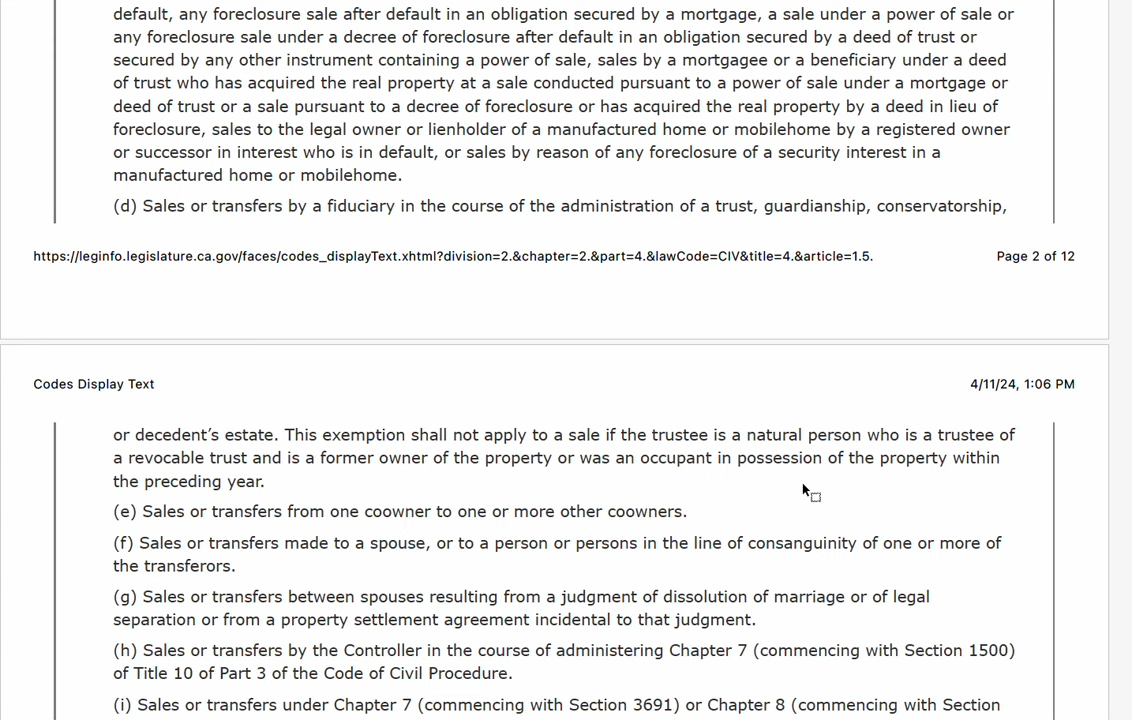 default, any foreclosure sale after default in an obligation secured by a mortgage, a sale under a power of sale or
any foreclosure sale under a decree of foreclosure after default in an obligation secured by a deed of trust or
secured by any other instrument containing a power of sale, sales by a mortgagee or a beneficiary under a deed
of trust who has acquired the real property at a sale conducted pursuant to a power of sale under a mortgage or
deed of trust or a sale pursuant to a decree of foreclosure or has acquired the real property by a deed in lieu of
foreclosure, sales to the legal owner or lienholder of a manufactured home or mobilehome by a registered owner
or successor in interest who is in default, or sales by reason of any foreclosure of a security interest in a
manufactured home or mobilehome.
(d) Sales or transfers by a fiduciary in the course of the administration of a trust, guardianship, conservatorship,
https://leginfo.legislature.ca.gov/faces/codes_displayText.xhtml?division=2.&chapter=2.&part=4.&lawCode=CIV&title=4.&article=1.5. Page 2 of 12
Codes Display Text 4/11/24, 1:06 PM
or decedent’s estate. This exemption shall not apply to a sale if the trustee is a natural person who is a trustee of
a revocable trust and is a former owner of the property or was an occupant in possession of the property within
the preceding year.
(e) Sales or transfers from one coowner to one or more other coowners.
(f) Sales or transfers made to a spouse, or to a person or persons in the line of consanguinity of one or more of
the transferors.
(g) Sales or transfers between spouses resulting from a judgment of dissolution of marriage or of legal
separation or from a property settlement agreement incidental to that judgment.
(h) Sales or transfers by the Controller in the course of administering Chapter 7 (commencing with Section 1500)
of Title 10 of Part 3 of the Code of Civil Procedure.
(i) Sales or transfers under Chapter 7 (commencing with Section 3691) or Chapter 8 (commencing with Section